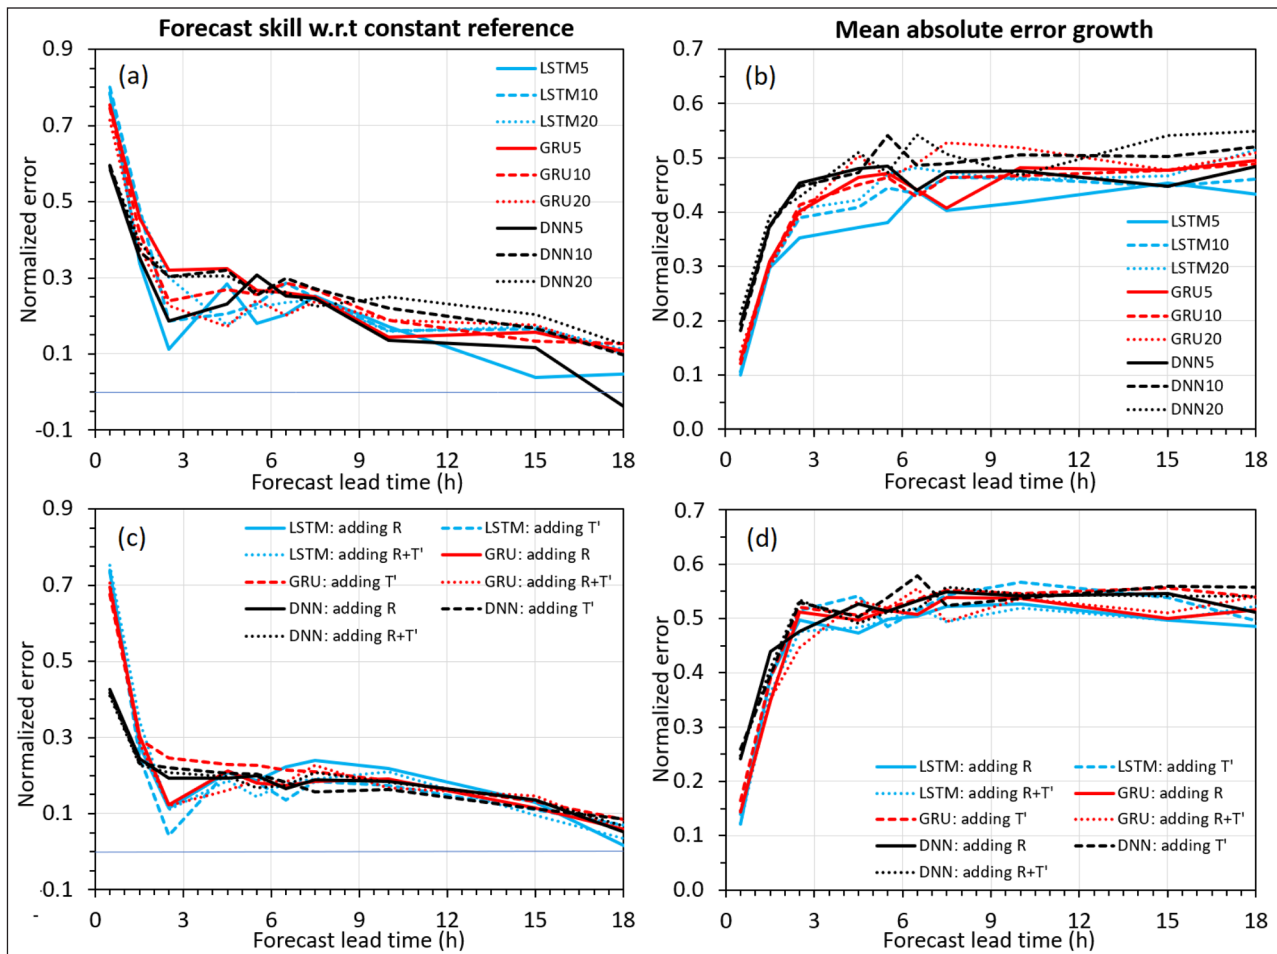 Forecast skill w.r.t constant reference
(a)
Normalized error
0.9
0.7
0.5
0.3
0.1
-0.1
LSTM5
LSTM10
LSTM20
GRU5
GRU10
GRU20
DNN5
DNN10
DNN20
0 3 6 9 12 15 18
Forecast lead time (h)
Mean absolute error growth
(b)
Normalized error
0.7
0.6
0.5
0.4
0.3
0.2
0.1
0.0
LSTM5
LSTM10
LSTM20
GRU5
GRU10
GRU20
DNN5
DNN10
DNN20
0 3 6 9 12 15 18
Forecast lead time (h)
(c)
Normalized error
0.9
0.7
0.5
0.3
0.1
-0.1
-
LSTM: adding R LSTM: adding T'
LSTM: adding R+T' GRU: adding R
GRU: adding T' GRU: adding R+T'
DNN: adding R DNN: adding T'
DNN: adding R+T'
0 3 6 9 12 15 18
Forecast lead time (h)
(d)
Normalized error
0.7
0.6
0.5
0.4
0.3
0.2
0.1
0.0
LSTM: adding R LSTM: adding T'
LSTM: adding R+T' GRU: adding R
GRU: adding T' GRU: adding R+T'
DNN: adding R DNN: adding T'
DNN: adding R+T'
0 3 6 9 12 15 18
Forecast lead time (h)